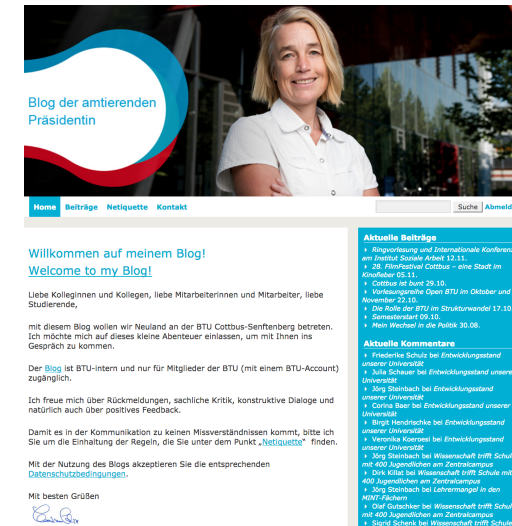 Blog der amtierenden
Präsidentin
Home Beiträge Netiquette Kontakt
Suche Abmeld
Willkommen auf meinem Blog!
Welcome to my Blog!
Liebe Kolleginnen und Kollegen, liebe Mitarbeiterinnen und Mitarbeiter, liebe
Studierende,
mit diesem Blog wollen wir Neuland an der BTU Cottbus-Senftenberg betreten.
Ich möchte mich auf dieses kleine Abenteuer einlassen, um mit Ihnen ins
Gespräch zu kommen.
Der Blog ist BTU-intern und nur für Mitglieder der BTU (mit einem BTU-Account)
zugänglich.
Ich freue mich über Rückmeldungen, sachliche Kritik, konstruktive Dialoge und
natürlich auch über positives Feedback.
Damit es in der Kommunikation zu keinen Missverständnissen kommt, bitte ich
Sie um die Einhaltung der Regeln, die Sie unter dem Punkt „Netiquette“ finden.
Mit der Nutzung des Blogs akzeptieren Sie die entsprechenden
Datenschutzbedingungen.
Mit besten Grüßen
Aktuelle Beiträge
Ringvorlesung und Internationale Konferenz
am Institut Soziale Arbeit 12.11.
28. FilmFestival Cottbus – eine Stadt im
Kinofieber 05.11.
Cottbus ist bunt 29.10.
Vorlesungsreihe Open BTU im Oktober und
November 22.10.
Die Rolle der BTU im Strukturwandel 17.10.
Semesterstart 09.10.
Mein Wechsel in die Politik 30.08.
Aktuelle Kommentare
Friederike Schulz bei Entwicklungsstand
unserer Universität
Julia Schauer bei Entwicklungsstand unserer
Universität
Jörg Steinbach bei Entwicklungsstand
unserer Universität
Corina Baer bei Entwicklungsstand unserer
Universität
Birgit Hendrischke bei Entwicklungsstand
unserer Universität
Veronika Koeroesi bei Entwicklungsstand
unserer Universität
Jörg Steinbach bei Wissenschaft trifft Schule
mit 400 Jugendlichen am Zentralcampus
Dirk Killat bei Wissenschaft trifft Schule mit
400 Jugendlichen am Zentralcampus
Jörg Steinbach bei Lehrermangel in den
MINT-Fächern
Olaf Gutschker bei Wissenschaft trifft Schule
mit 400 Jugendlichen am Zentralcampus
Sigrid Schenk bei Wissenschaft trifft Schule